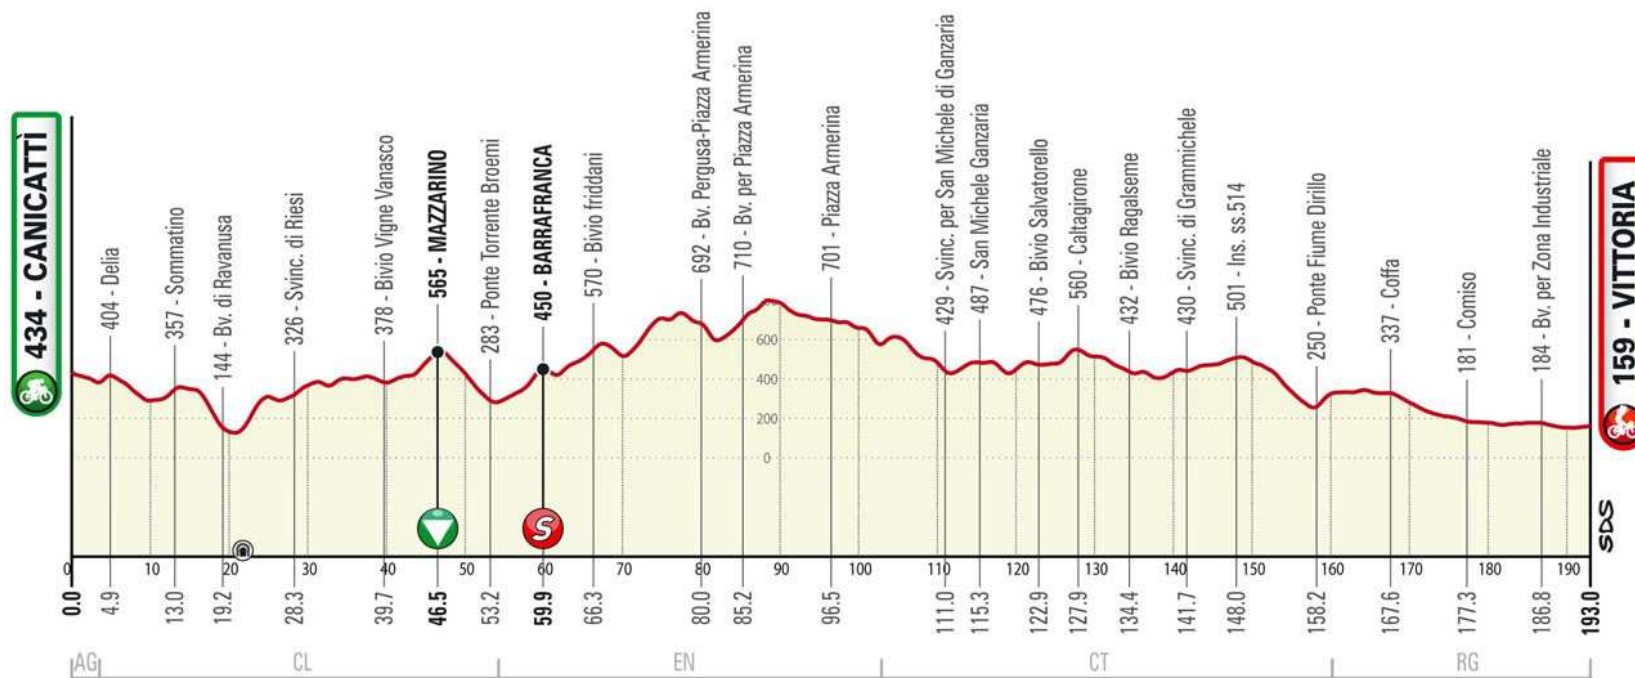 434 - CANICATTÌ
404 - Delia
357 - Sommatino
144 - Bv. di Ravanusa
326 - Svinc. di Riesi
378 - Bivio Vigne Vanasco
565 - MAZZARINO
283 - Ponte Torrente Broemi
450 - BARRAFRANCA
570 - Bivio friddani
692 - Bv. Pergusa-Piazza Armerina
710 - Bv. per Piazza Armerina
701 - Piazza Armerina
429 - Svinc. per San Michele di Ganzaria
487 - San Michele Ganzaria
476 - Bivio Salvatorello
560 - Caltagirone
432 - Bivio Ragalseme
430 - Svinc. di Grammichele
501 - Ins. ss.514
250 - Ponte Fiume Dirillo
337 - Coffa
181 - Comiso
184 - Bv. per Zona Industriale
159 - VITTORIA
800
600
400
200
0
S
SDS
0 10 20 30 40 50 60 70 80 90 100 110 120 130 140 150 160 170 180 190
0.0 4.9 13.0 19.2 28.3 39.7 46.5 53.2 59.9 66.3 80.0 85.2 96.5 111.0 115.3 122.9 127.9 134.4 141.7 148.0 158.2 167.6 177.3 186.8 193.0
AG CL EN CT RG